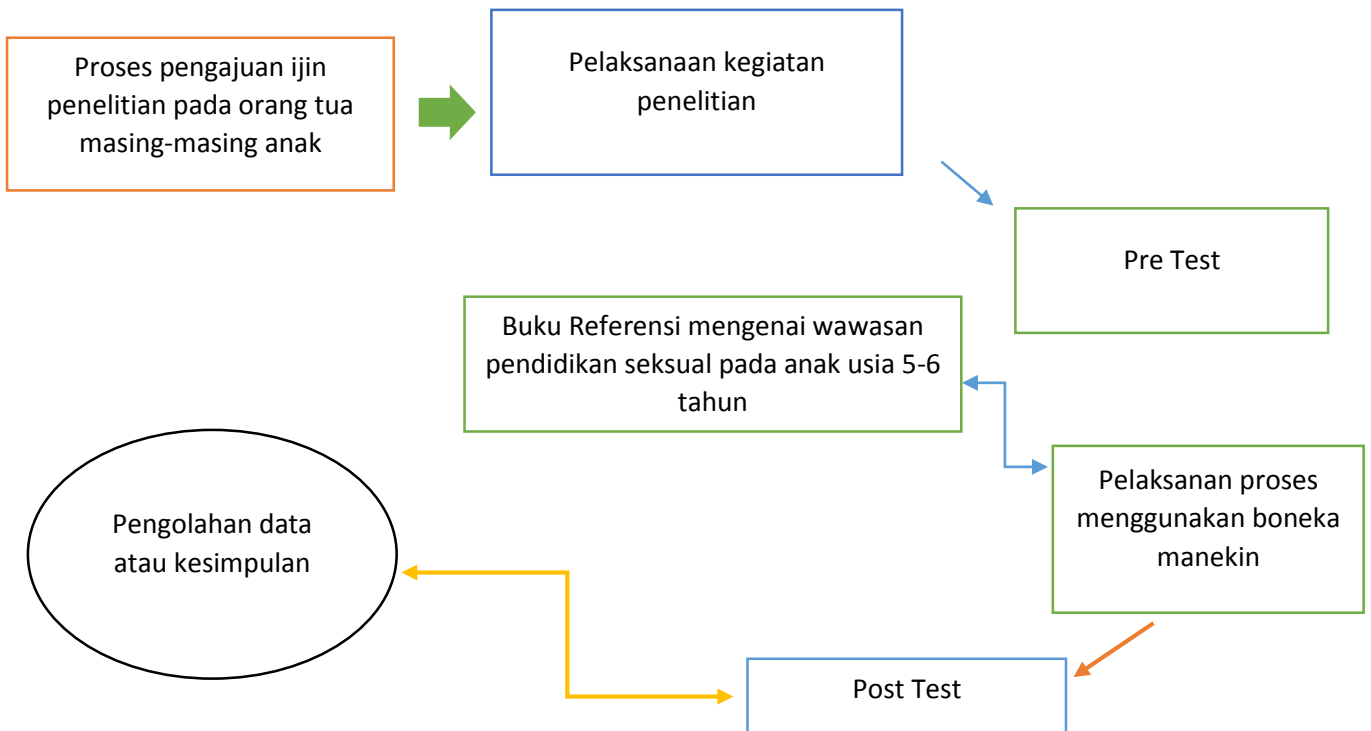 Proses pengajuan ijin
penelitian pada orang tua
masing-masing anak
Pelaksanaan kegiatan
penelitian
Pre Test
Buku Referensi mengenai wawasan
pendidikan seksual pada anak usia 5-6
tahun
Pelaksanan proses
menggunakan boneka
manekin
Pengolahan data
atau kesimpulan
Post Test